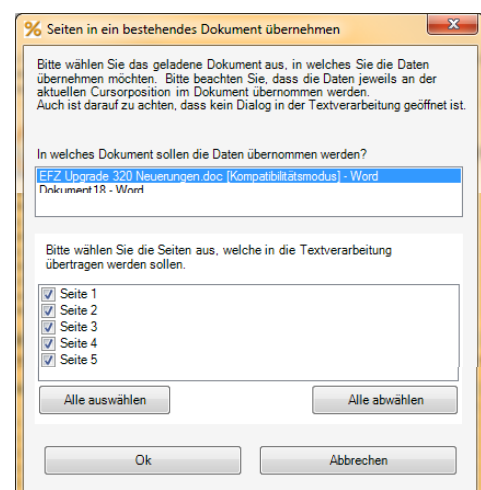 Seiten in ein bestehendes Dokument übernehmen
Bitte wählen Sie das geladene Dokument aus, in welches Sie die Daten
übernehmen möchten. Bitte beachten Sie, dass die Daten jeweils an der
aktuellen Cursorposition im Dokument übernommen werden.
Auch ist darauf zu achten, dass kein Dialog in der Textverarbeitung geöffnet ist.
In welches Dokument sollen die Daten übernommen werden?
EFZ Upgrade 320 Neuerungen.doc [Kompatibilitätsmodus] - Word
Dokument18 - Word
Bitte wählen Sie die Seiten aus, welche in die Textverarbeitung
übertragen werden sollen.
Seite 1
Seite 2
Seite 3
Seite 4
Seite 5
Alle auswählen Alle abwählen
Ok Abbrechen